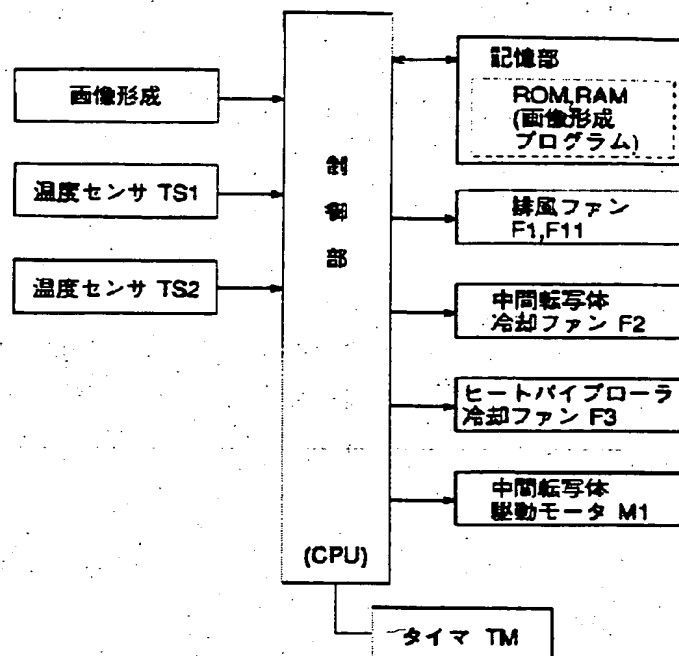 画像形成
温度センサ TS1
温度センサ TS2
制
御
部
(CPU)
記憶部
ROM,RAM
(画像形成
プログラム)
排風ファン
F1,F11
中間転写体
冷却ファン F2
ヒートパイプローラ
冷却ファン F3
中間転写体
駆動モータ M1
タイマ TM